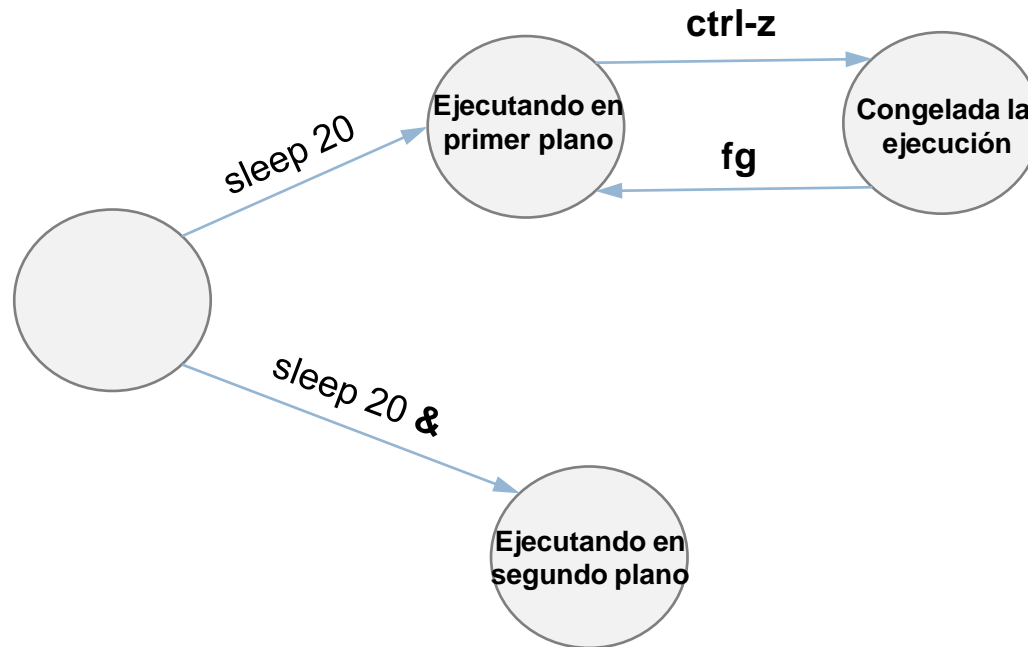 ctrl-z
Ejecutando en
primer plano
Congelada la
ejecución
sleep 20
fg
sleep 20 &
Ejecutando en
segundo plano